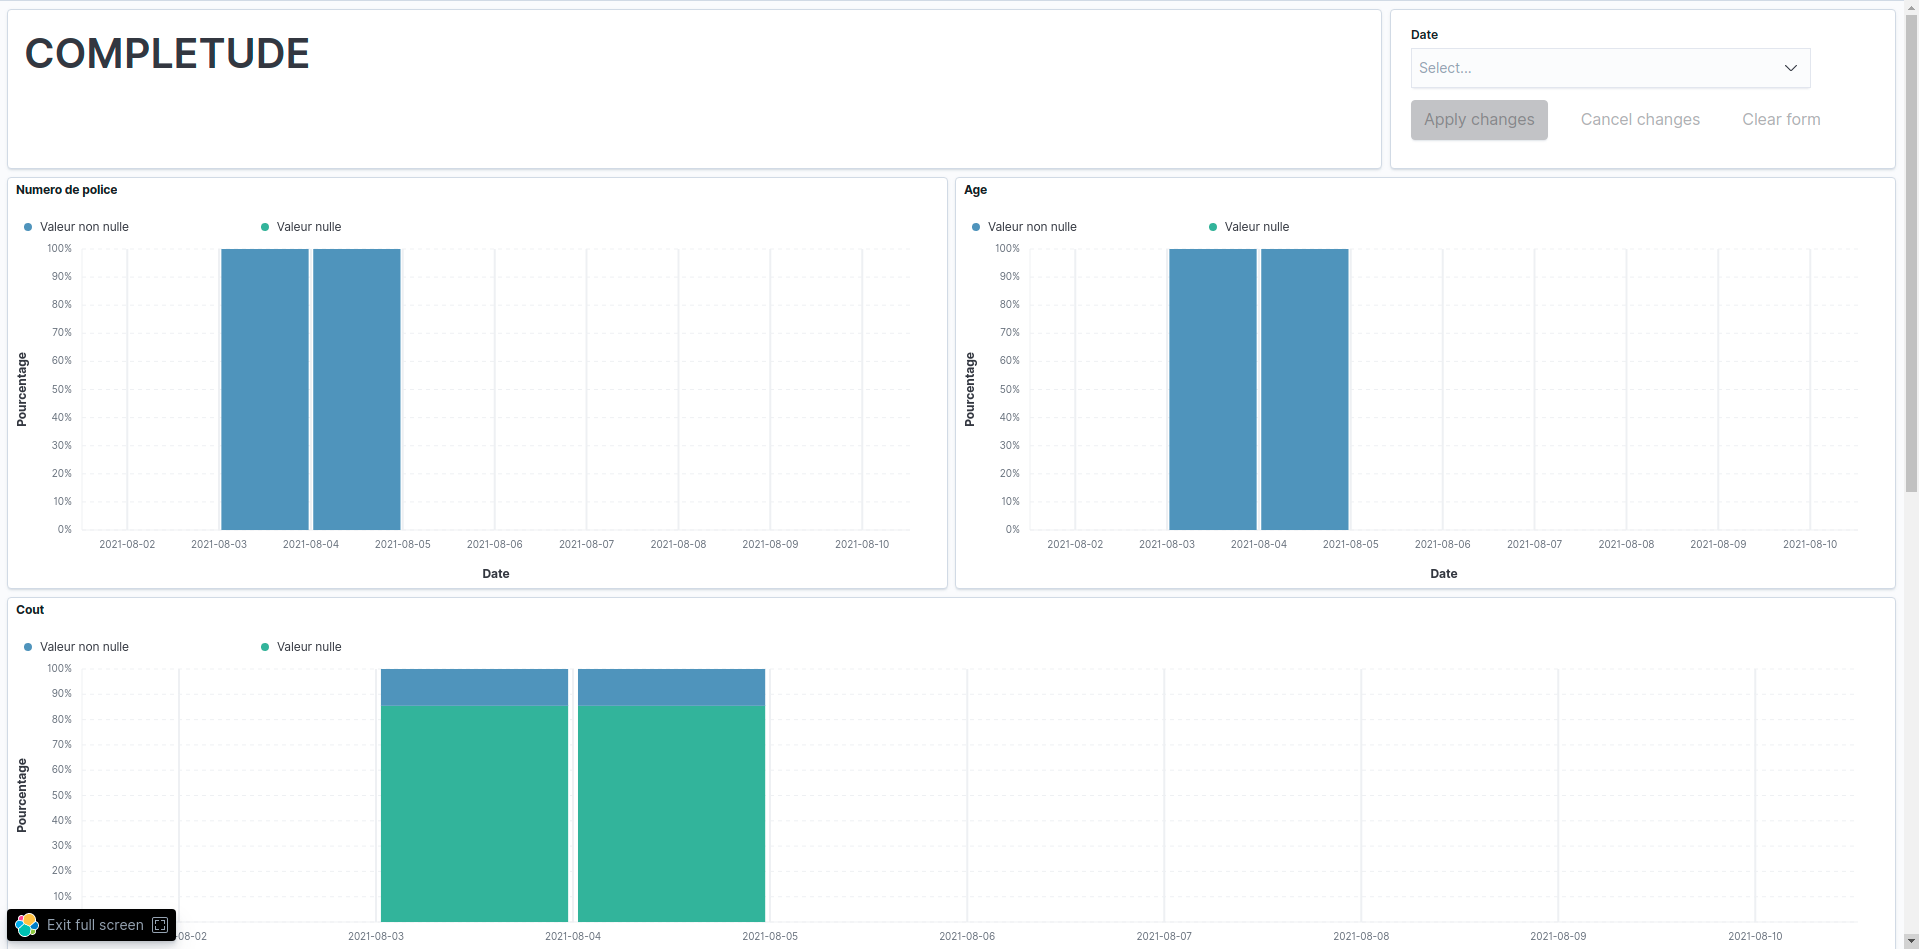 COMPLETUDE
Date
Select...
Apply changes Cancel changes Clear form
Numero de police
Valeur non nulle Valeur nulle
100%
90%
80%
70%
60%
50%
40%
30%
20%
10%
0%
Pourcentage
2021-08-02 2021-08-03 2021-08-04 2021-08-05 2021-08-06 2021-08-07 2021-08-08 2021-08-09 2021-08-10
Date
Age
Valeur non nulle Valeur nulle
100%
90%
80%
70%
60%
50%
40%
30%
20%
10%
0%
Pourcentage
2021-08-02 2021-08-03 2021-08-04 2021-08-05 2021-08-06 2021-08-07 2021-08-08 2021-08-09 2021-08-10
Date
Cout
Valeur non nulle Valeur nulle
100%
90%
80%
70%
60%
50%
40%
30%
20%
10%
Pourcentage
Exit full screen
-08-02 2021-08-03 2021-08-04 2021-08-05 2021-08-06 2021-08-07 2021-08-08 2021-08-09 2021-08-10